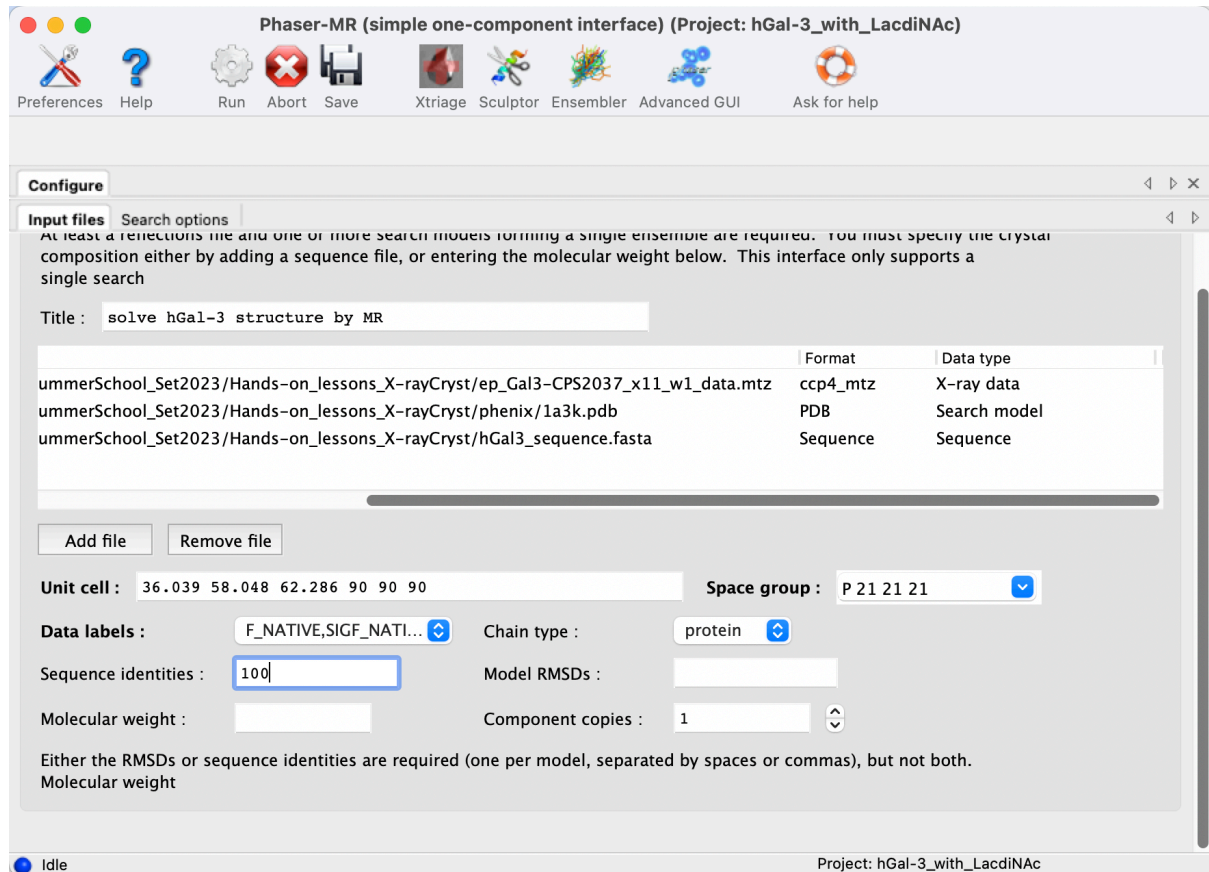 Phaser-MR (simple one-component interface) (Project: hGal-3_with_LacdiNAc)
Preferences Help Run Abort Save Xtriage Sculptor Ensembler Advanced GUI Ask for help
Configure
Input files Search options
At least a reflections file and one or more search models forming a single ensemble are required. You must specify the crystal
composition either by adding a sequence file, or entering the molecular weight below. This interface only supports a
single search
Title : solve hGal-3 structure by MR
Format Data type
ummerSchool_Set2023/Hands-on_lessons_X-rayCryst/ep_Gal3-CPS2037_x11_w1_data.mtz ccp4_mtz X-ray data
ummerSchool_Set2023/Hands-on_lessons_X-rayCryst/phenix/1a3k.pdb PDB Search model
ummerSchool_Set2023/Hands-on_lessons_X-rayCryst/hGal3_sequence.fasta Sequence Sequence
Add file Remove file
Unit cell : 36.039 58.048 62.286 90 90 90 Space group : P 21 21 21
Data labels : F_NATIVE,SIGF_NATI... Chain type : protein
Sequence identities : 100 Model RMSDs :
Molecular weight : Component copies : 1
Either the RMSDs or sequence identities are required (one per model, separated by spaces or commas), but not both.
Molecular weight
Idle Project: hGal-3_with_LacdiNAc